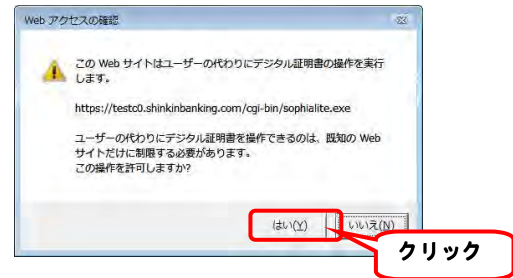 Web アクセスの確認
この Web サイトはユーザーの代わりにデジタル証明書の操作を実行
します。
https://testc0.shinkinbanking.com/cgi-bin/sophialite.exe
ユーザーの代わりにデジタル証明書を操作できるのは、既知の Web
サイトだけに制限する必要があります。
この操作を許可しますか?
はい(Y) いいえ(N)
クリック